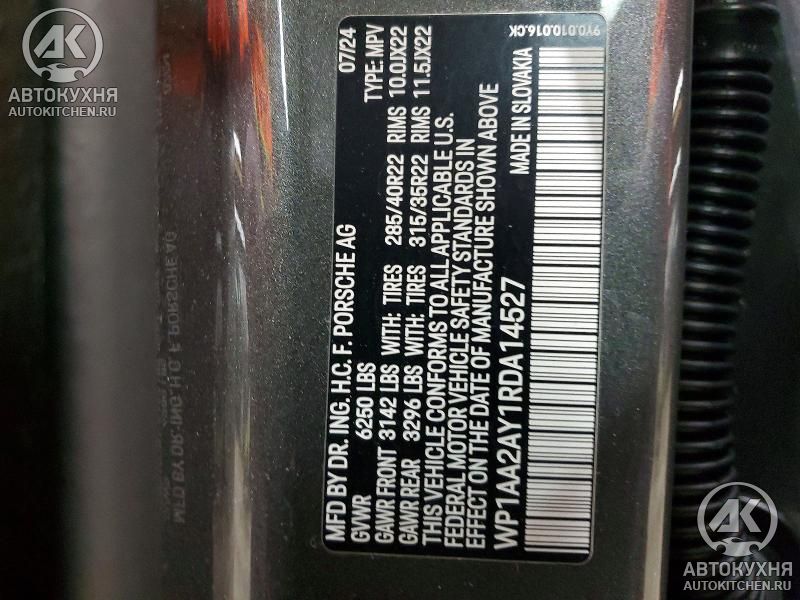 АК
АВТОКУХНЯ
AUTOKITCHEN.RU
MFD BY DR. ING. H.C. F. PORSCHE AG 07/24
GVWR 6250 LBS TYPE: MPV
GAWR FRONT 3142 LBS WITH: TIRES 285/40R22 RIMS 10.0JX22
GAWR REAR 3296 LBS WITH: TIRES 315/35R22 RIMS 11.5JX22
THIS VEHICLE CONFORMS TO ALL APPLICABLE U.S.
FEDERAL MOTOR VEHICLE SAFETY STANDARDS IN
EFFECT ON THE DATE OF MANUFACTURE SHOWN ABOVE
WP1AA2AY1RDA14527 MADE IN SLOVAKIA
9Y0.010.016.CK
АК
АВТОКУХНЯ
AUTOKITCHEN.RU